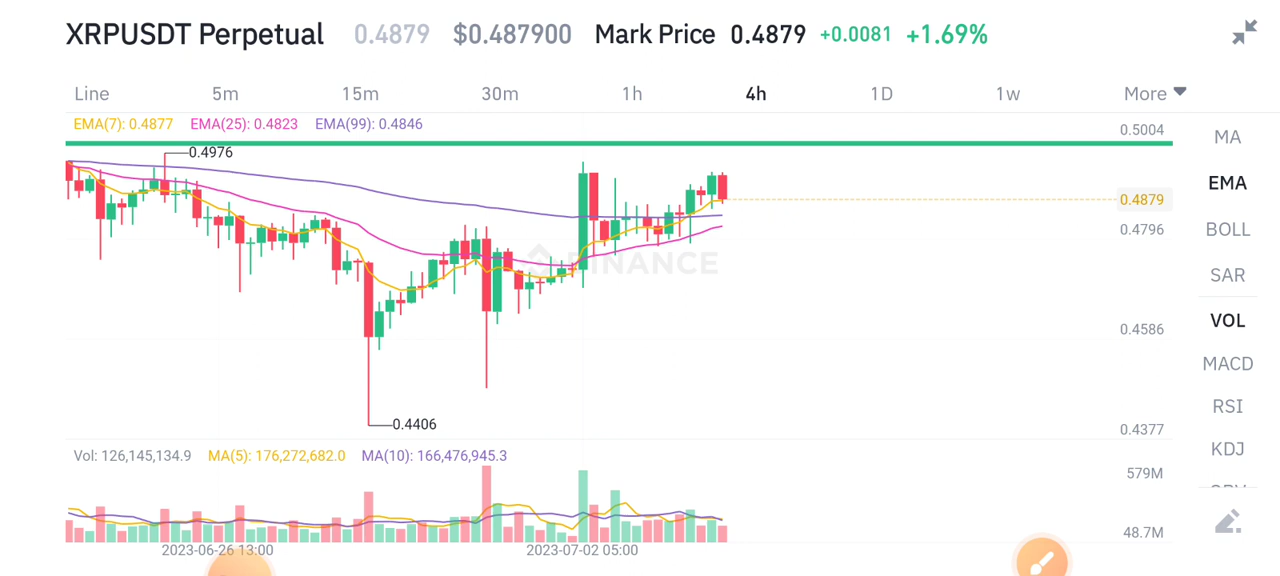 XRPUSDT Perpetual 0.4879 $0.487900 Mark Price 0.4879 +0.0081 +1.69%
Line 5m 15m 30m 1h 4h 1D 1w More
EMA(7): 0.4877 EMA(25): 0.4823 EMA(99): 0.4846
0.5004
MA
0.4976
EMA
0.4879
0.4796
BOLL
BINANCE
SAR
VOL
0.4586
MACD
RSI
0.4406
0.4377
KDJ
Vol: 126,145,134.9 MA(5): 176,272,682.0 MA(10): 166,476,945.3
579M
48.7M
2023-06-26 13:00 2023-07-02 05:00